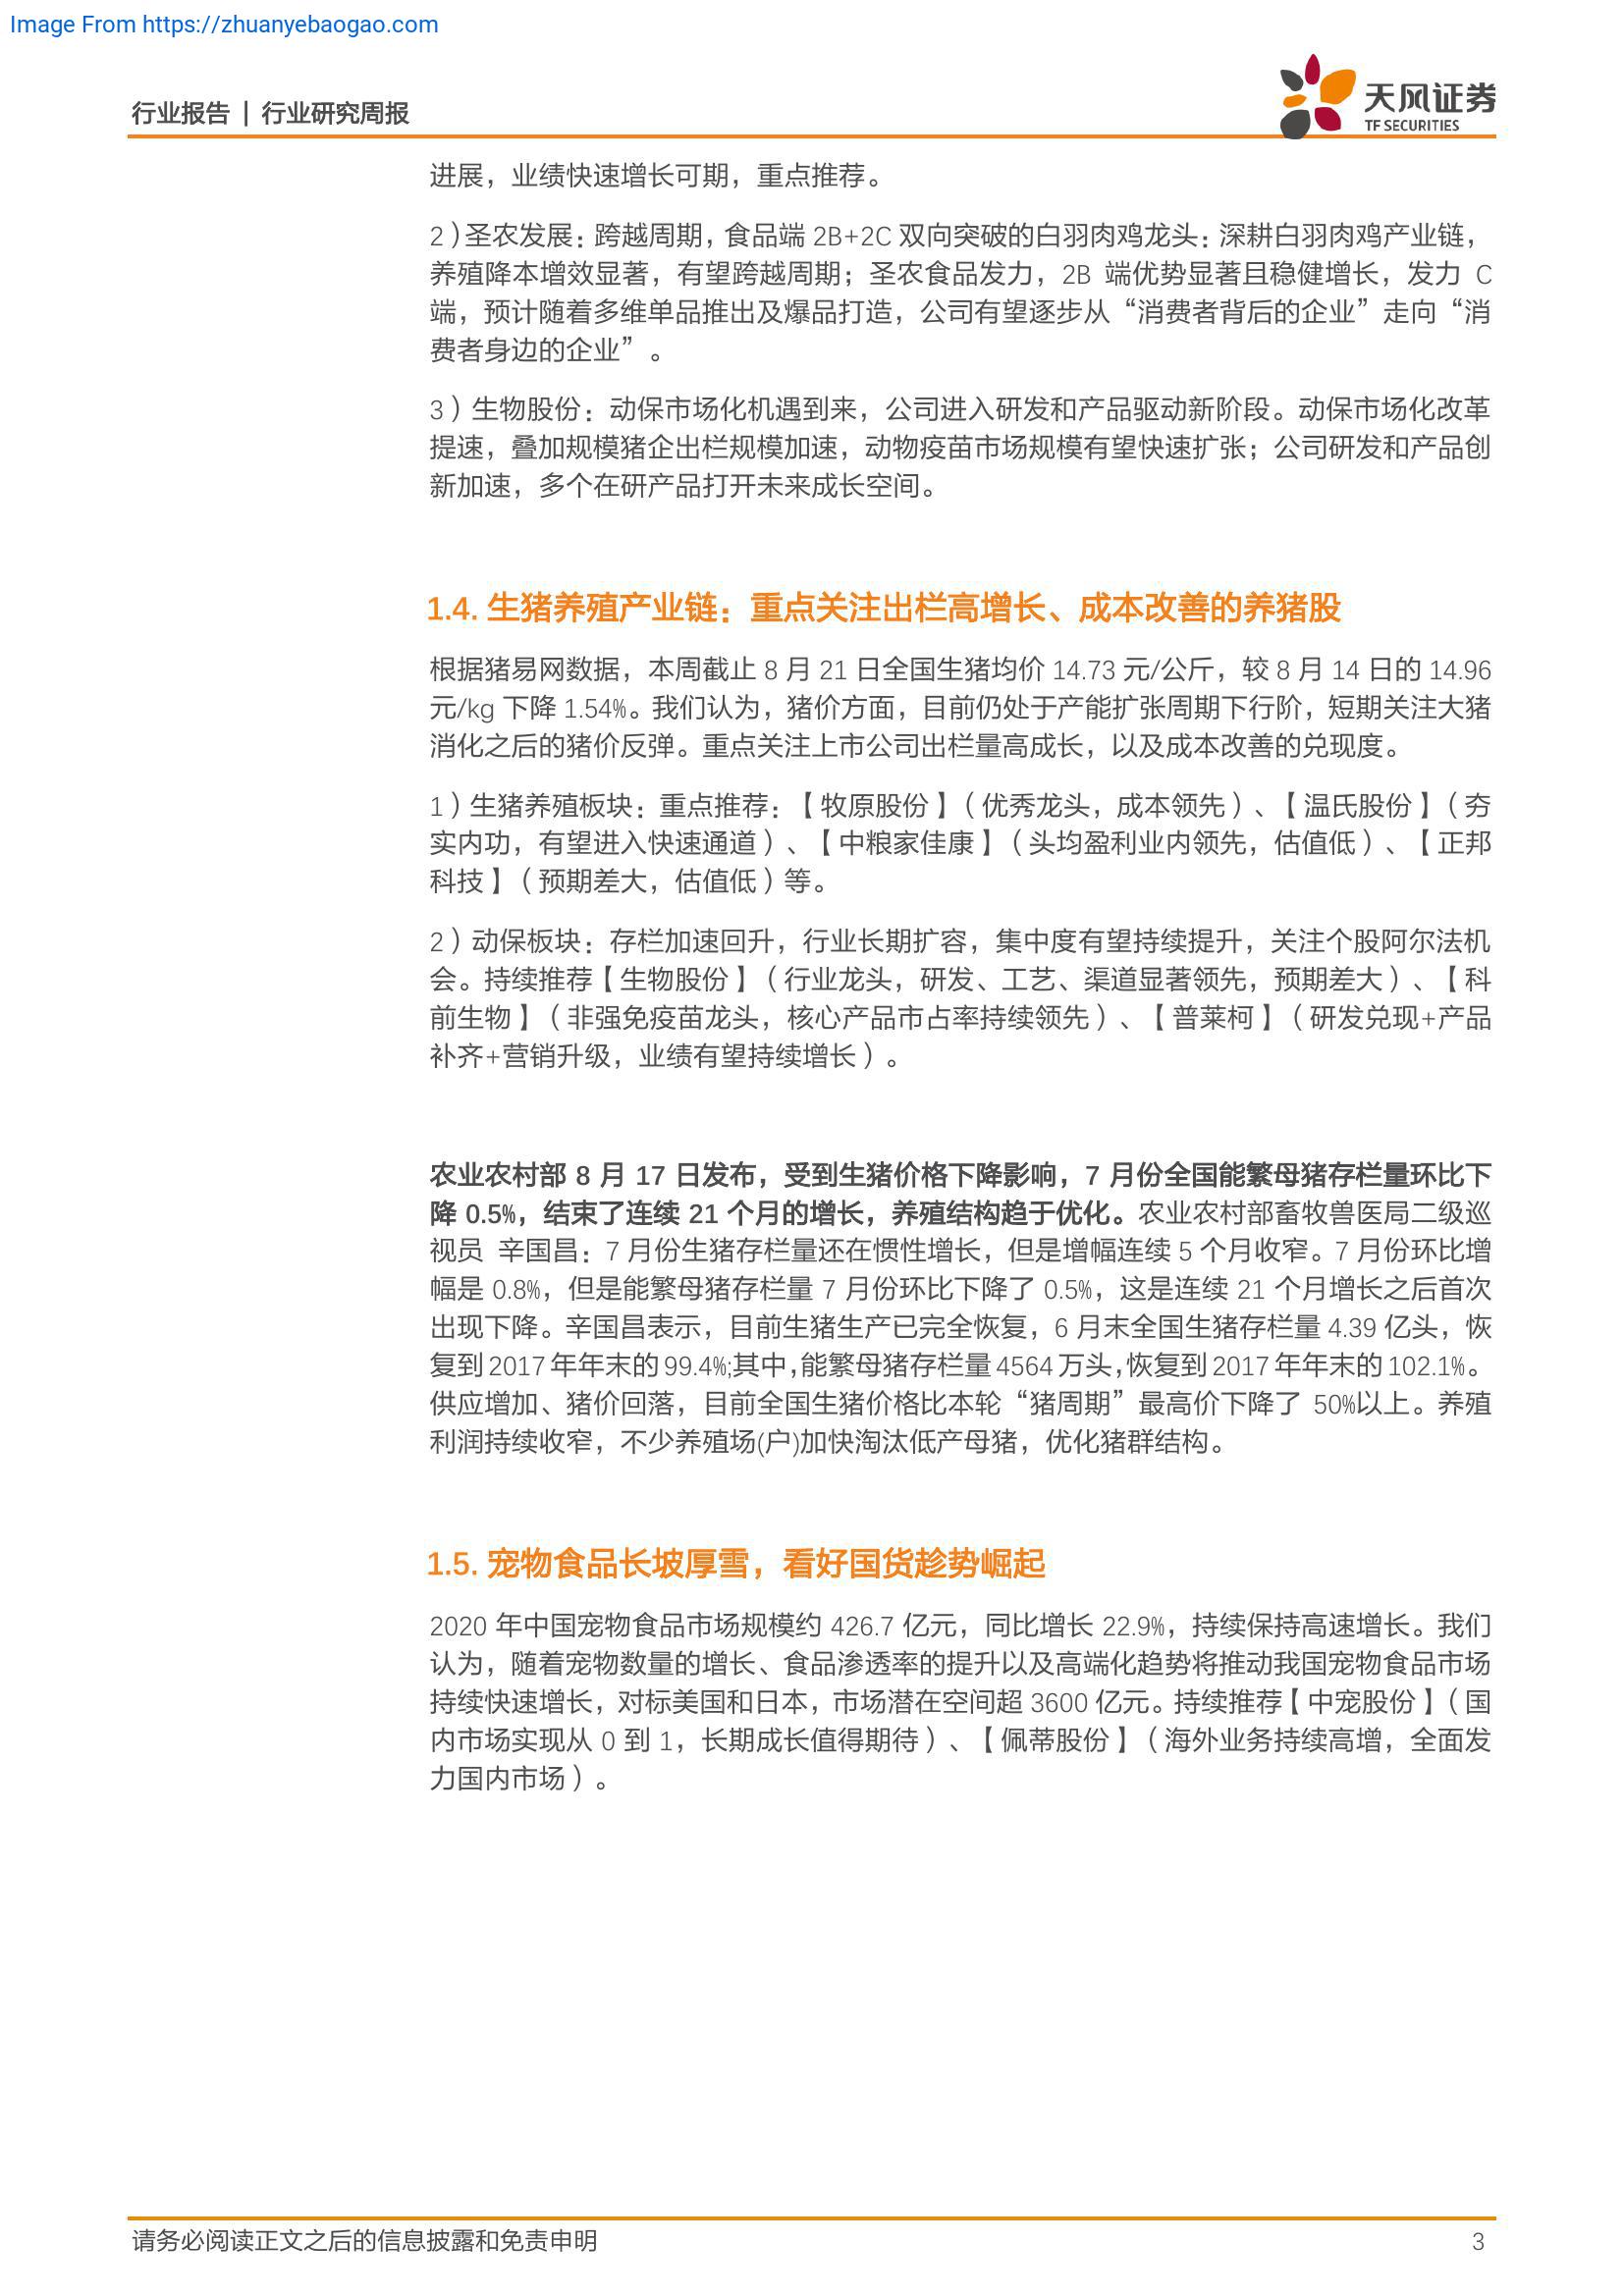 Image From https://zhuanyebaogao.com
行业报告 | 行业研究周报
天风证券
TF SECURITIES
进展，业绩快速增长可期，重点推荐。
2）圣农发展：跨越周期，食品端 2B+2C 双向突破的白羽肉鸡龙头：深耕白羽肉鸡产业链，
养殖降本增效显著，有望跨越周期；圣农食品发力，2B 端优势显著且稳健增长，发力 C
端，预计随着多维单品推出及爆品打造，公司有望逐步从“消费者背后的企业”走向“消
费者身边的企业”。
3）生物股份：动保市场化机遇到来，公司进入研发和产品驱动新阶段。动保市场化改革
提速，叠加规模猪企出栏规模加速，动物疫苗市场规模有望快速扩张；公司研发和产品创
新加速，多个在研产品打开未来成长空间。
1.4. 生猪养殖产业链：重点关注出栏高增长、成本改善的养猪股
根据猪易网数据，本周截止 8 月 21 日全国生猪均价 14.73 元/公斤，较 8 月 14 日的 14.96
元/kg 下降 1.54%。我们认为，猪价方面，目前仍处于产能扩张周期下行阶，短期关注大猪
消化之后的猪价反弹。重点关注上市公司出栏量高成长，以及成本改善的兑现度。
1）生猪养殖板块：重点推荐：【牧原股份】（优秀龙头，成本领先）、【温氏股份】（夯
实内功，有望进入快速通道）、【中粮家佳康】（头均盈利业内领先，估值低）、【正邦
科技】（预期差大，估值低）等。
2）动保板块：存栏加速回升，行业长期扩容，集中度有望持续提升，关注个股阿尔法机
会。持续推荐【生物股份】（行业龙头，研发、工艺、渠道显著领先，预期差大）、【科
前生物】（非强免疫苗龙头，核心产品市占率持续领先）、【普莱柯】（研发兑现+产品
补齐+营销升级，业绩有望持续增长）。
农业农村部 8 月 17 日发布，受到生猪价格下降影响，7 月份全国能繁母猪存栏量环比下
降 0.5%，结束了连续 21 个月的增长，养殖结构趋于优化。农业农村部畜牧兽医局二级巡
视员 辛国昌：7 月份生猪存栏量还在惯性增长，但是增幅连续 5 个月收窄。7 月份环比增
幅是 0.8%，但是能繁母猪存栏量 7 月份环比下降了 0.5%，这是连续 21 个月增长之后首次
出现下降。辛国昌表示，目前生猪生产已完全恢复，6 月末全国生猪存栏量 4.39 亿头，恢
复到 2017 年年末的 99.4%;其中，能繁母猪存栏量 4564 万头，恢复到 2017 年年末的 102.1%。
供应增加、猪价回落，目前全国生猪价格比本轮“猪周期”最高价下降了 50%以上。养殖
利润持续收窄，不少养殖场(户)加快淘汰低产母猪，优化猪群结构。
1.5. 宠物食品长坡厚雪，看好国货趁势崛起
2020 年中国宠物食品市场规模约 426.7 亿元，同比增长 22.9%，持续保持高速增长。我们
认为，随着宠物数量的增长、食品渗透率的提升以及高端化趋势将推动我国宠物食品市场
持续快速增长，对标美国和日本，市场潜在空间超 3600 亿元。持续推荐【中宠股份】（国
内市场实现从 0 到 1，长期成长值得期待）、【佩蒂股份】（海外业务持续高增，全面发
力国内市场）。
请务必阅读正文之后的信息披露和免责申明
3